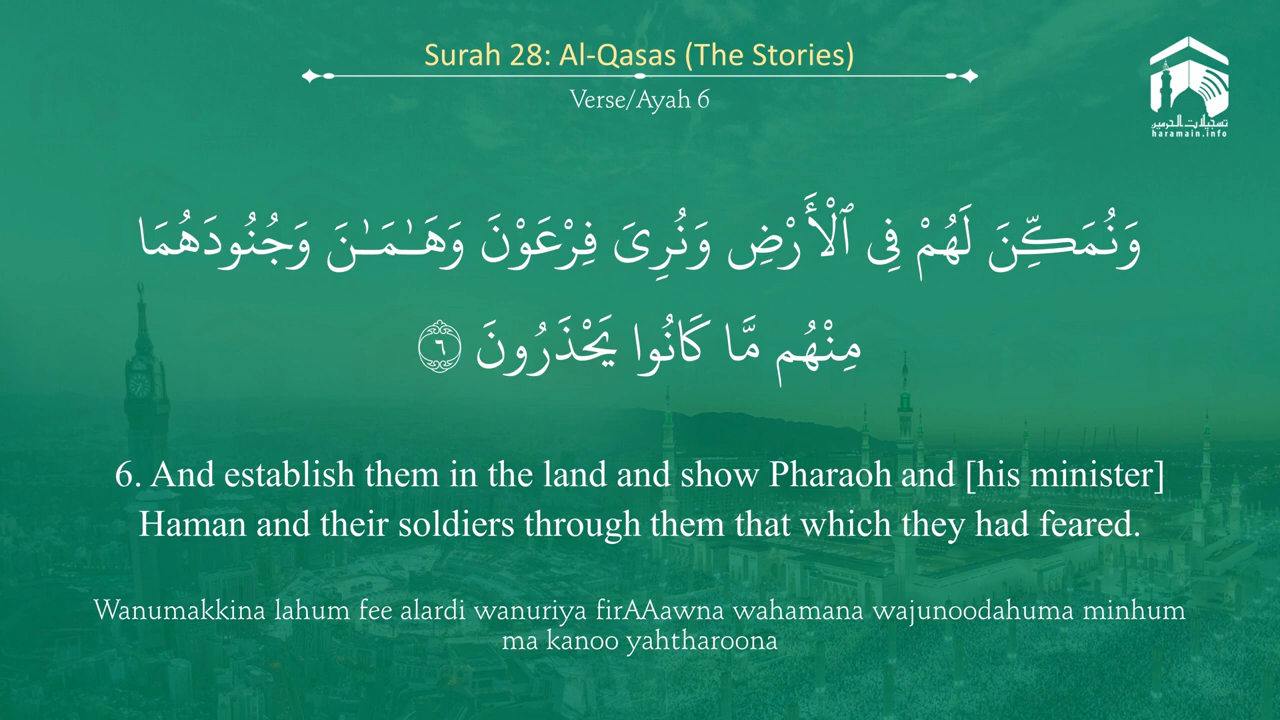 Surah 28: Al-Qasas (The Stories)
Verse/Ayah 6
تسجيلات الحرمين
haramain.info
وَنُمَكِّنَ لَهُمْ فِى ٱلْأَرْضِ وَنُرِىَ فِرْعَوْنَ وَهَـٰمَـٰنَ وَجُنُودَهُمَا
مِنْهُم مَّا كَانُوا يَحْذَرُونَ ٦
6. And establish them in the land and show Pharaoh and [his minister]
Haman and their soldiers through them that which they had feared.
Wanumakkina lahum fee alardi wanuriya firAAawna wahamana wajunoodahuma minhum
ma kanoo yahtharoona